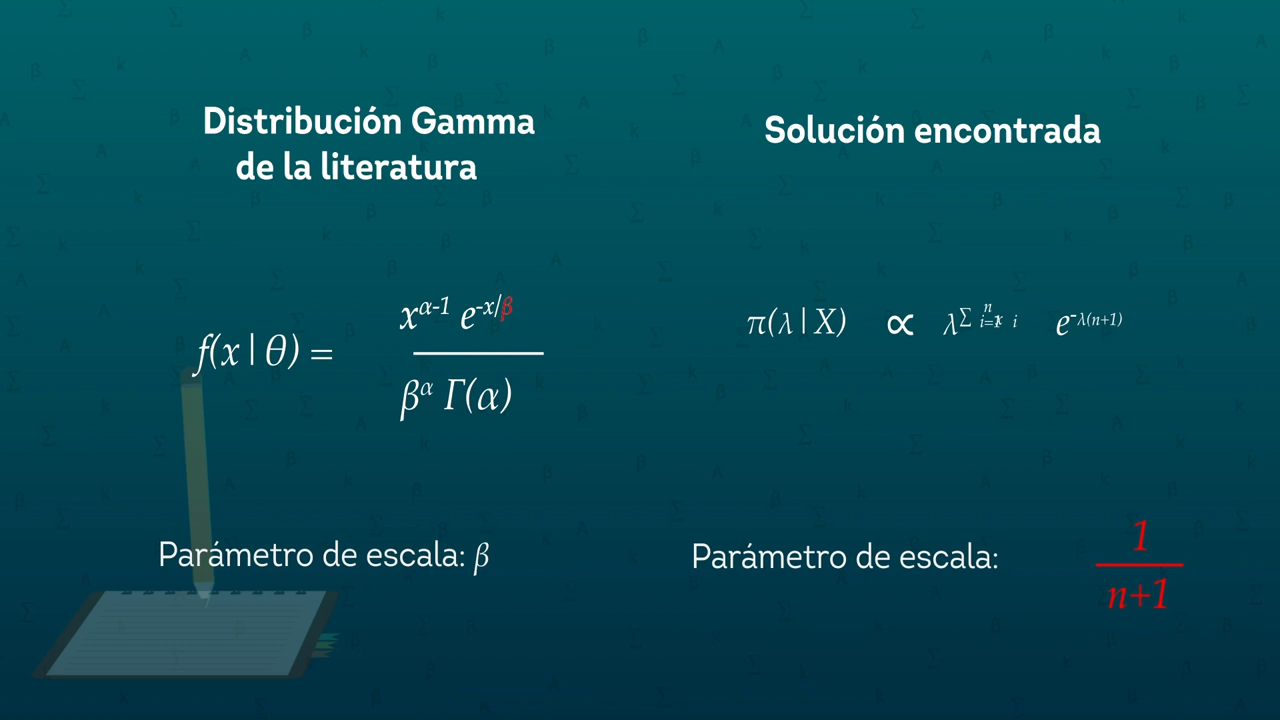 Distribución Gamma
de la literatura
f(x | θ) = x^{α-1} e^{-x/β} / β^α Γ(α)
Parámetro de escala: β
Solución encontrada
π(λ | X) ∝ λ^{∑_{i=1}^{n} x_i} e^{-λ(n+1)}
Parámetro de escala: 1 / n+1